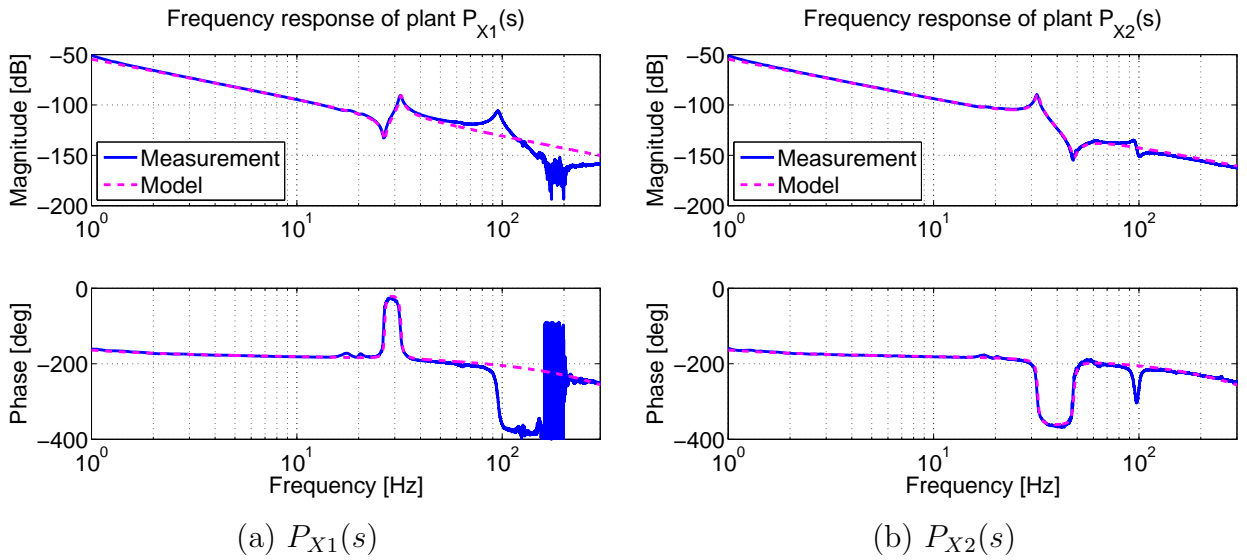 Frequency response of plant P_X1(s)
−50
−100
−150
−200
Magnitude [dB]
Measurement
Model
10^0
10^1
10^2
0
−200
−400
Phase [deg]
10^0
10^1
10^2
Frequency [Hz]
(a) P_X1(s)
Frequency response of plant P_X2(s)
−50
−100
−150
−200
Magnitude [dB]
Measurement
Model
10^0
10^1
10^2
0
−200
−400
Phase [deg]
10^0
10^1
10^2
Frequency [Hz]
(b) P_X2(s)